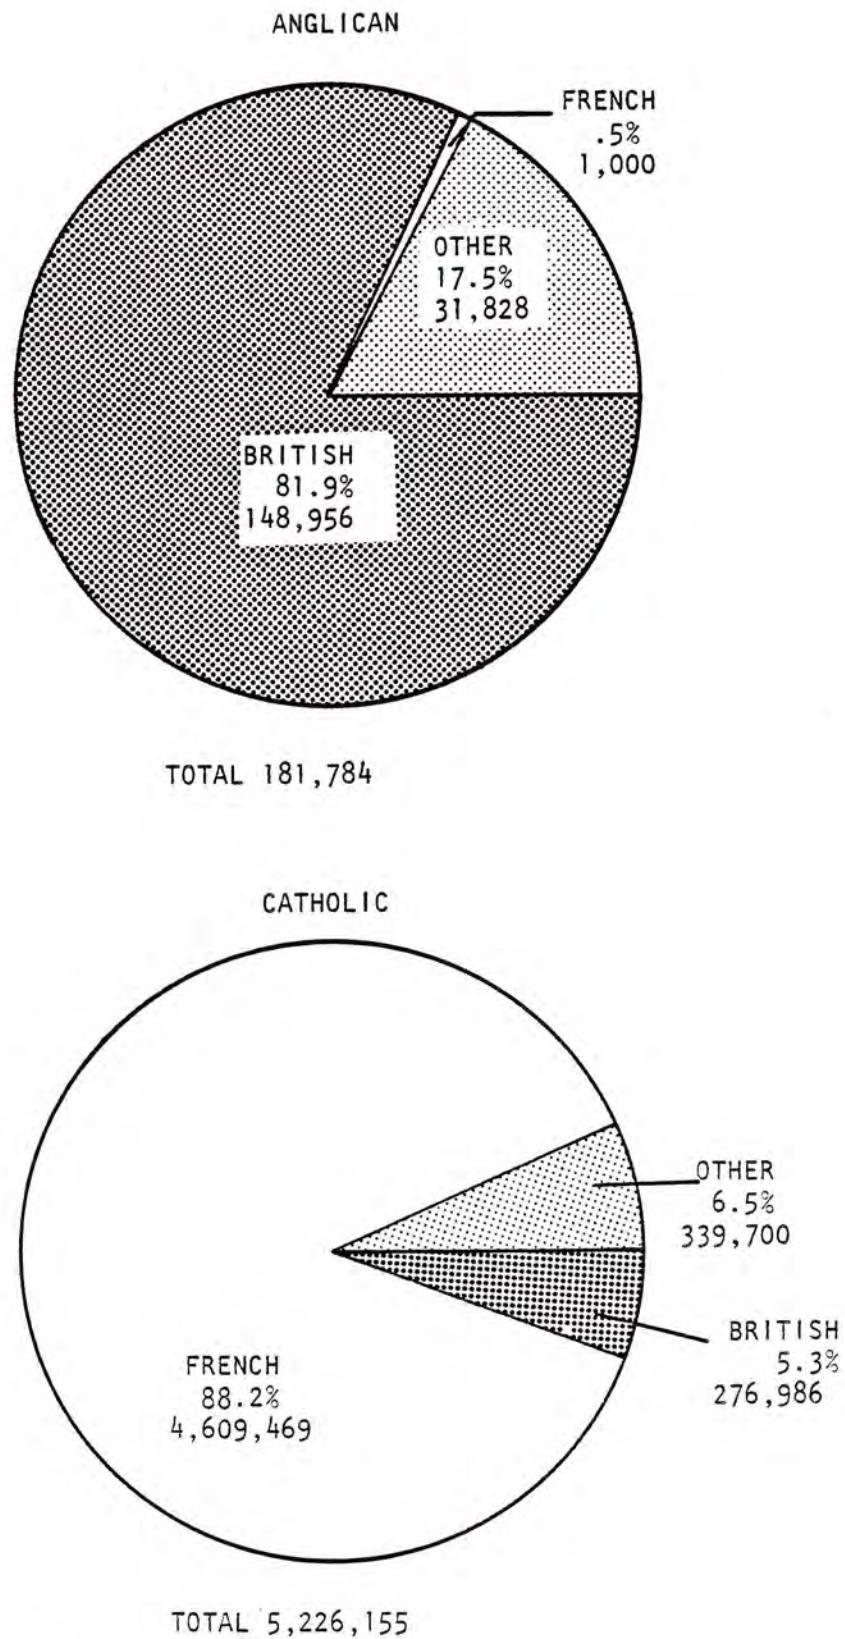 ANGLICAN
FRENCH
.5%
1,000
OTHER
17.5%
31,828
BRITISH
81.9%
148,956
TOTAL 181,784
CATHOLIC
OTHER
6.5%
339,700
BRITISH
5.3%
276,986
FRENCH
88.2%
4,609,469
TOTAL 5,226,155